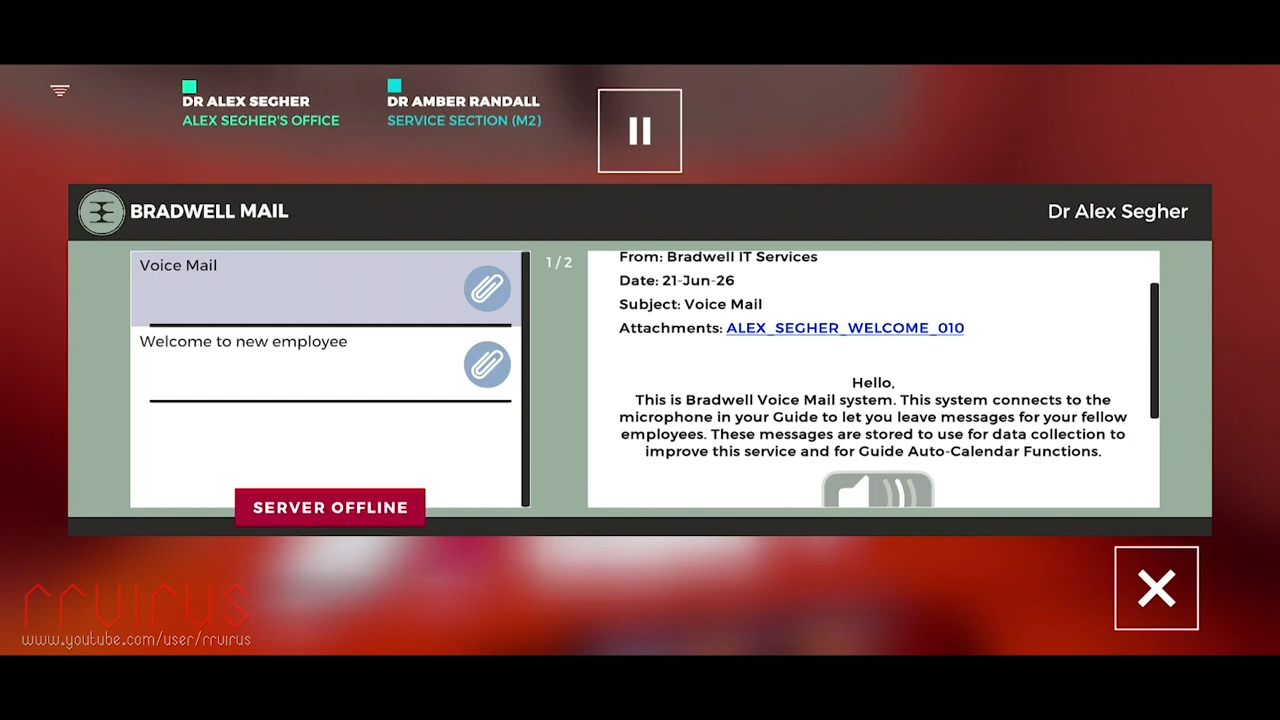 DR ALEX SEGHER
ALEX SEGHER'S OFFICE
DR AMBER RANDALL
SERVICE SECTION (M2)
BRADWELL MAIL
Dr Alex Segher
Voice Mail
Welcome to new employee
1 / 2
From: Bradwell IT Services
Date: 21-Jun-26
Subject: Voice Mail
Attachments: ALEX_SEGHER_WELCOME_010
Hello,
This is Bradwell Voice Mail system. This system connects to the
microphone in your Guide to let you leave messages for your fellow
employees. These messages are stored to use for data collection to
improve this service and for Guide Auto-Calendar Functions.
SERVER OFFLINE
rrvirus
www.youtube.com/user/rrvirus